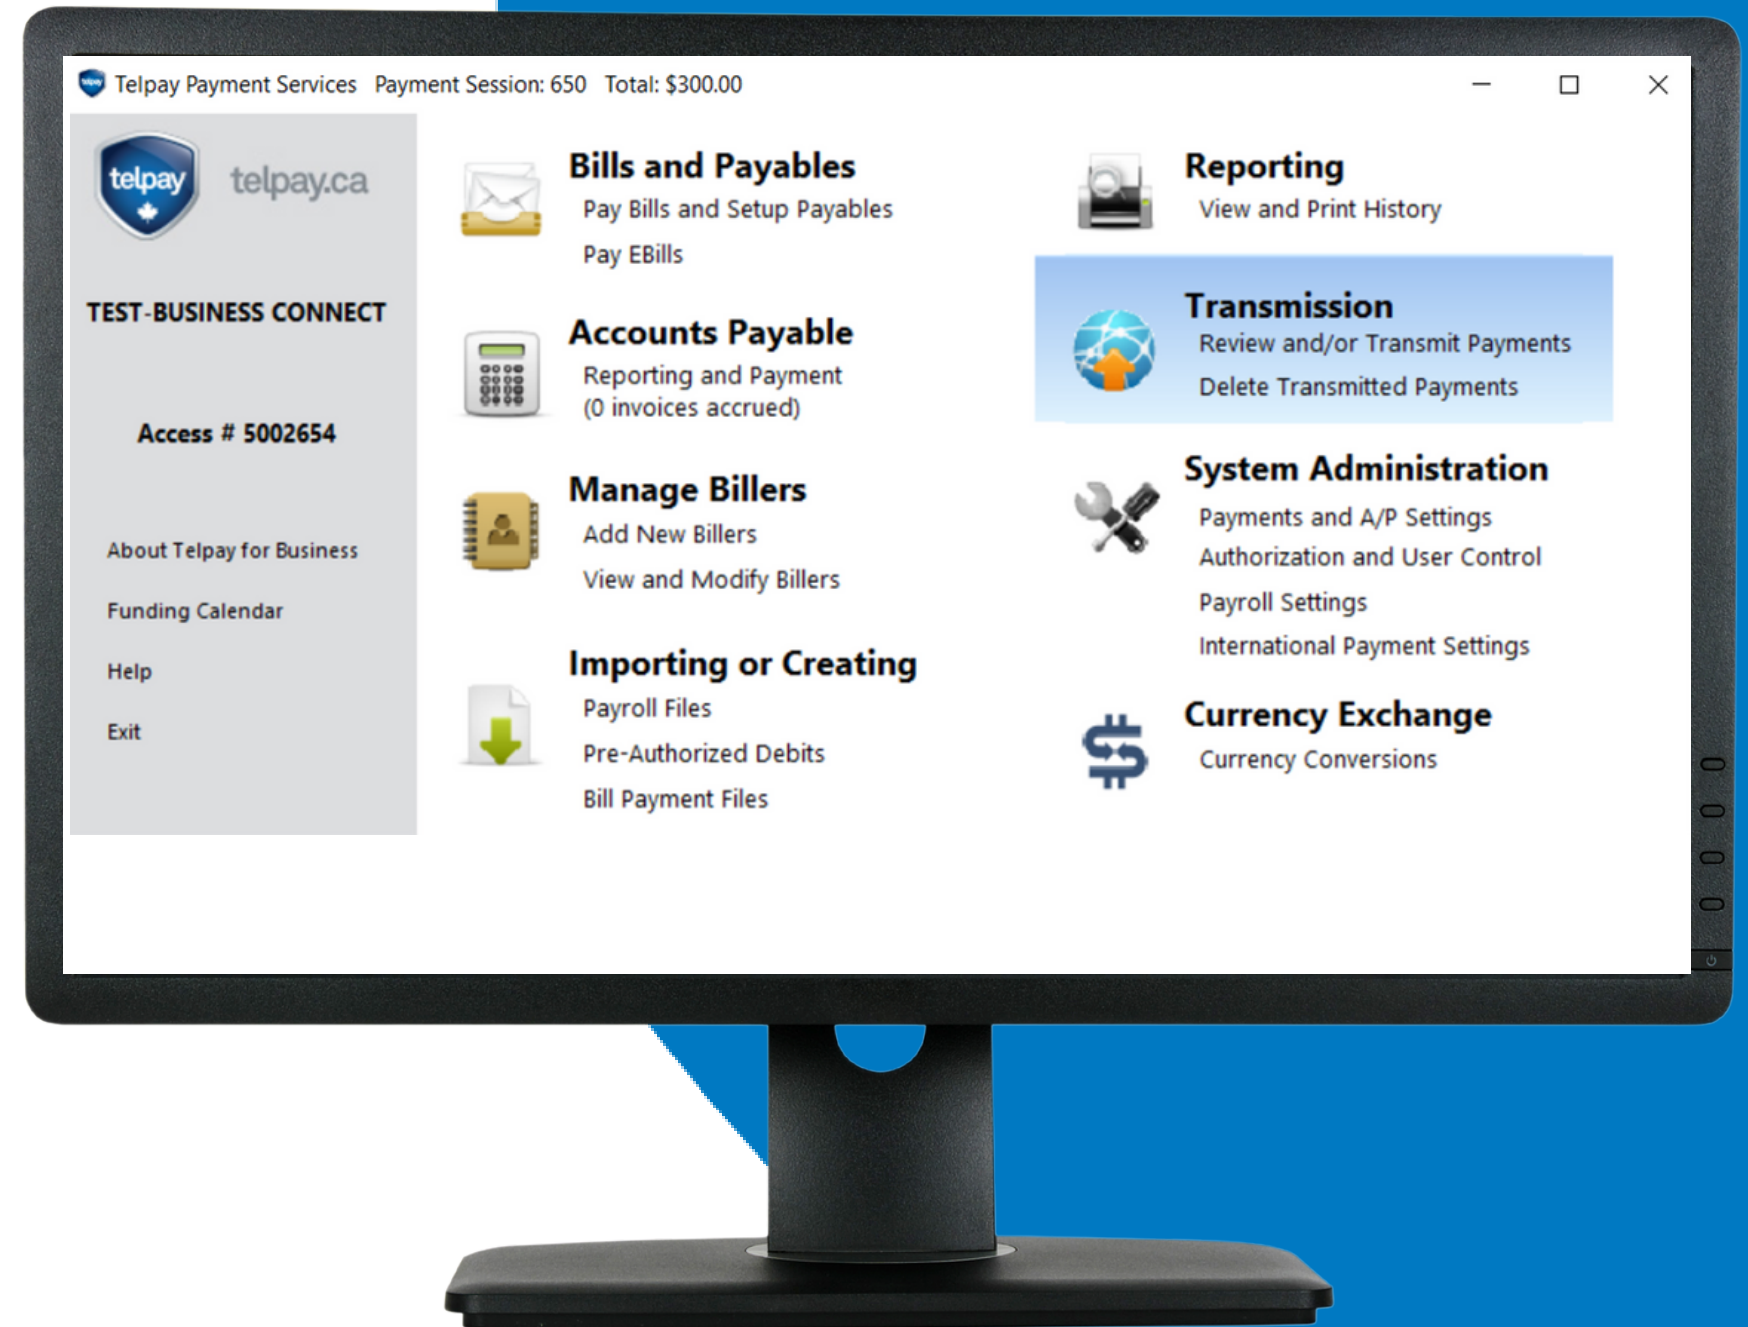 Telpay Payment Services Payment Session: 650 Total: $300.00
telpay
telpay.ca
TEST-BUSINESS CONNECT
Access # 5002654
About Telpay for Business
Funding Calendar
Help
Exit
Bills and Payables
Pay Bills and Setup Payables
Pay EBills
Accounts Payable
Reporting and Payment
(0 invoices accrued)
Manage Billers
Add New Billers
View and Modify Billers
Importing or Creating
Payroll Files
Pre-Authorized Debits
Bill Payment Files
Reporting
View and Print History
Transmission
Review and/or Transmit Payments
Delete Transmitted Payments
System Administration
Payments and A/P Settings
Authorization and User Control
Payroll Settings
International Payment Settings
Currency Exchange
Currency Conversions